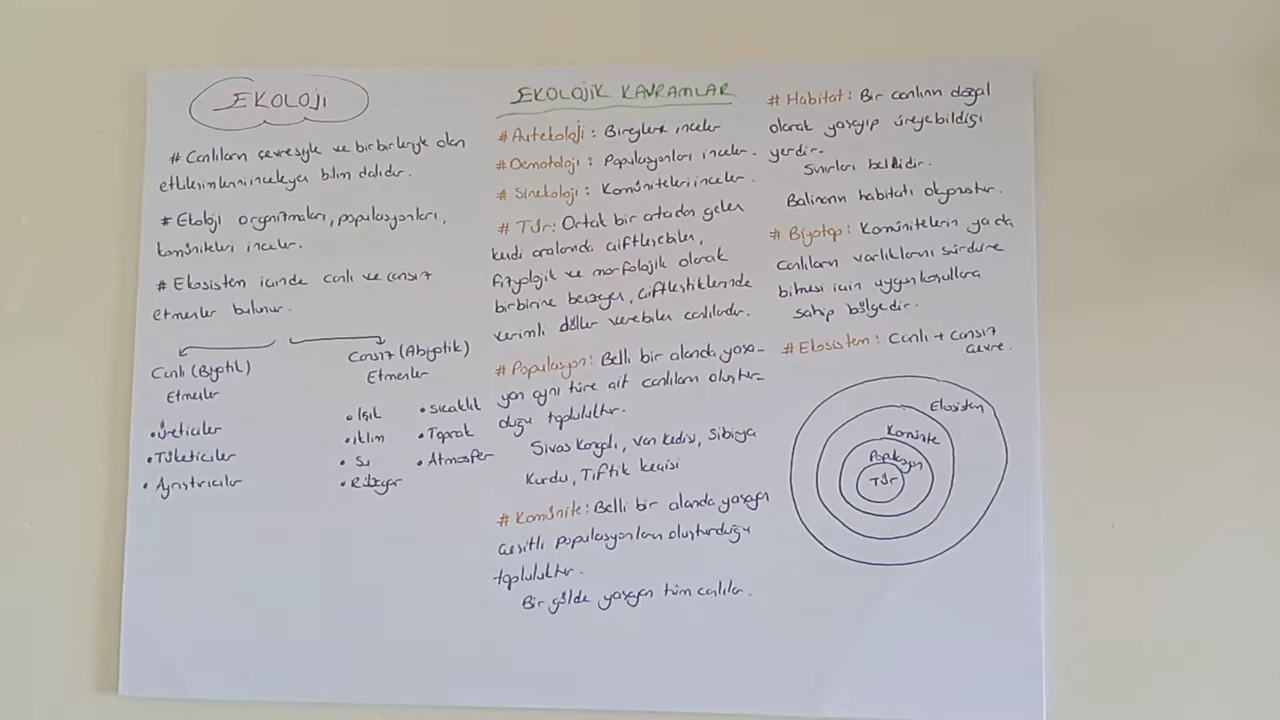 EKOLOJİ
# Canlıların çevresiyle ve birbirleriyle olan
etkileşimlerini inceleyen bilim dalıdır.
# Ekoloji organizmaları, populasyonları,
komüniteleri inceler.
# Ekosistem içinde canlı ve cansız
etmenler bulunur.
Canlı (Biyotik)
Etmenler
• Üreticiler
• Tüketiciler
• Ayrıştırıcılar
Cansız (Abiyotik)
Etmenler
• Işık
• iklim
• Su
• Rüzgar
• sıcaklık
• Toprak
• Atmosfer
EKOLOJİK KAVRAMLAR
# Autekoloji : Bireyleri inceler
# Demotoloji : Populasyonları inceler.
# Sinekoloji : Komüniteleri inceler.
# Tür: Ortak bir atadan gelen
kendi aralarında çiftleşebilen,
fizyolojik ve morfolojik olarak
birbirine benzeyen, çiftleştiklerinde
verimli döller verebilen canlılardır.
# Populasyon: Belli bir alanda yaşa-
yan aynı türe ait canlıların oluştur-
duğu topluluktur.
Sivas Kangalı, Van kedisi, Sibirya
Kurdu, Tiftik keçisi
# Komünite: Belli bir alanda yaşayan
çeşitli populasyonların oluşturduğu
topluluktur.
Bir gölde yaşayan tüm canlılar.
# Habitat: Bir canlının doğal
olarak yaşayıp üreyebildiği
yerdir.
Sınırları bellidir.
Balinanın habitatı okyanustur.
# Biyotop: Komünitelerin ya da
canlıların varlıklarını sürdüre
bilmesi için uygun koşullara
sahip bölgedir.
# Ekosistem : Canlı + Cansız
çevre.
Ekosistem
Komünite
Populasyon
Tür